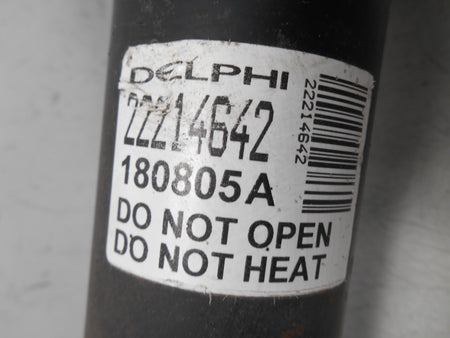 DELPHI
22214642
22214642
180805A
DO NOT OPEN
DO NOT HEAT